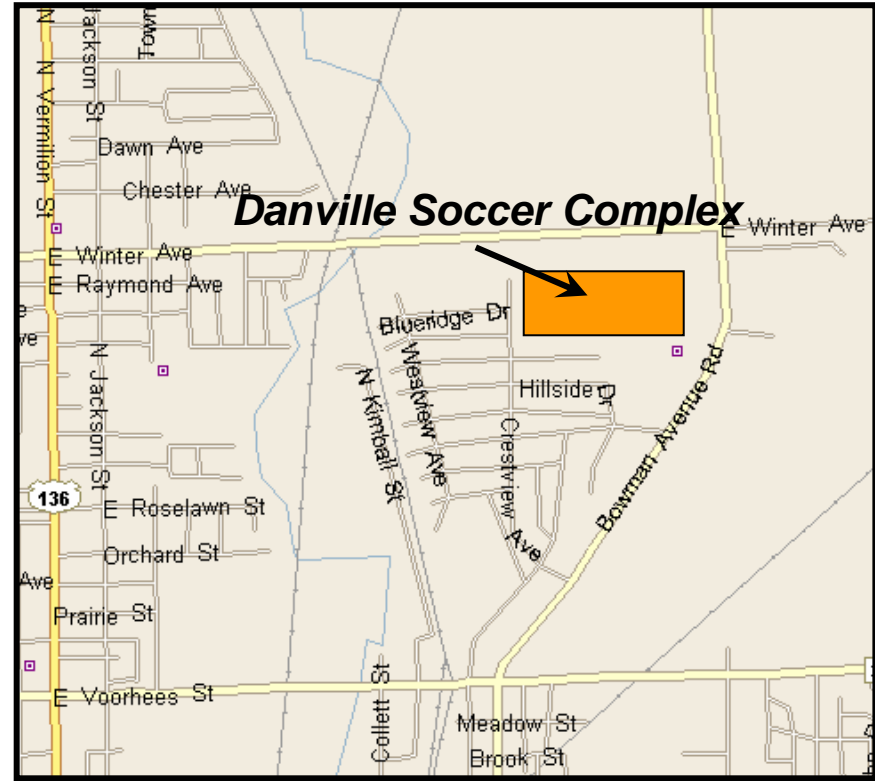 N
Jackson St
Town
N Vermilion St
Dawn Ave
Chester Ave
Danville Soccer Complex
E Winter Ave
E Winter Ave
E Raymond Ave
Blueridge Dr
N Jackson St
Westview Ave
N Kimball St
Hillside Dr
Crestview Ave
Bowman Avenue Rd
136
E Roselawn St
Orchard St
Ave
Prairie St
E Voorhees St
Collett St
Meadow St
Brook St